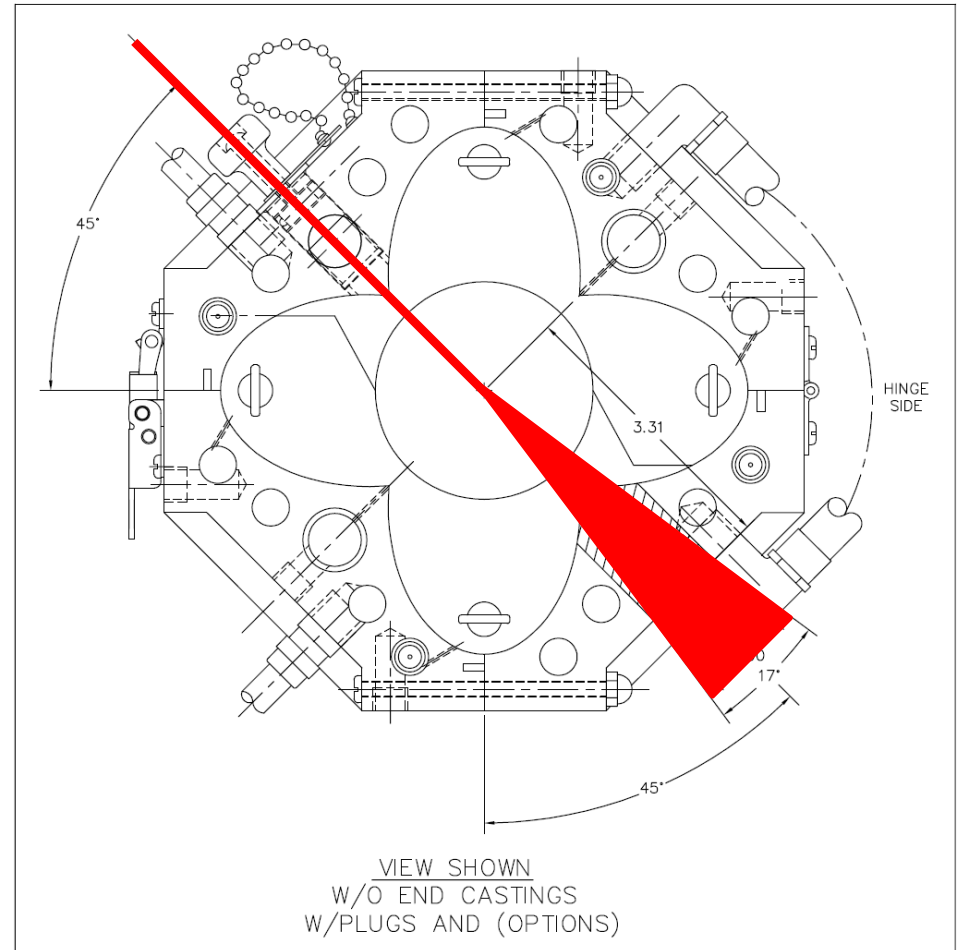 45°
HINGE
SIDE
3.31
17°
45°
VIEW SHOWN
W/O END CASTINGS
W/PLUGS AND (OPTIONS)